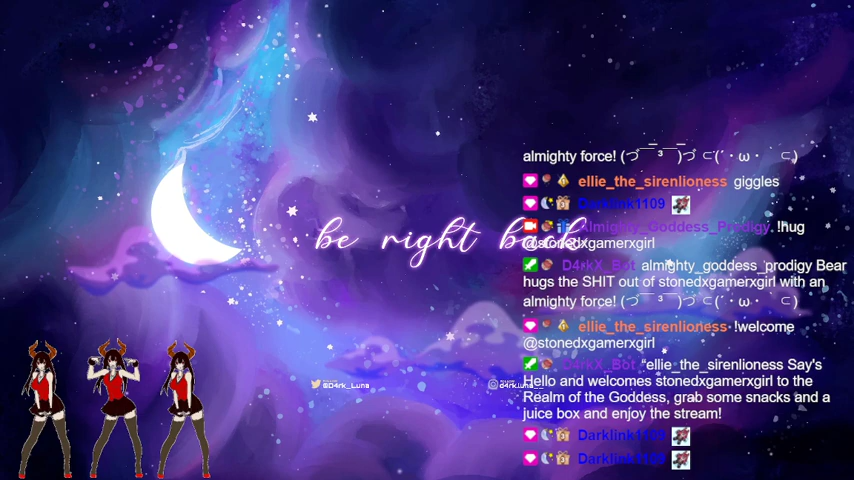 almighty force! (づ ̄ ³ ̄)づ ⊂(´・ω・｀⊂)
ellie_the_sirenlioness giggles
Darklink1109
Almighty_Goddess_Prodigy !hug
@stonedxgamerxgirl
be right back
D4rkX_Bot almighty_goddess_prodigy Bear
hugs the SHIT out of stonedxgamerxgirl with an
almighty force! (づ ̄ ³ ̄)づ ⊂(´・ω・｀⊂)
ellie_the_sirenlioness !welcome
@stonedxgamerxgirl
D4rkX_Bot "ellie_the_sirenlioness Say's
Hello and welcomes stonedxgamerxgirl to the
@D4rk_Luna
Realm of the Goddess, grab some snacks and a
juice box and enjoy the stream!
Darklink1109
Darklink1109